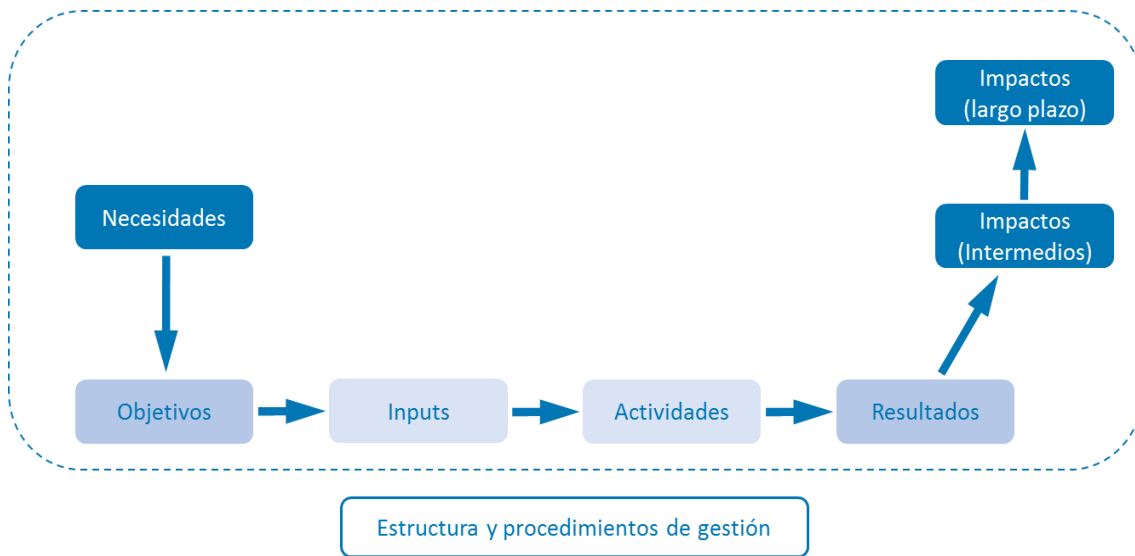 Necesidades
Objetivos
Inputs
Actividades
Resultados
Impactos
(Intermedios)
Impactos
(largo plazo)
Estructura y procedimientos de gestión